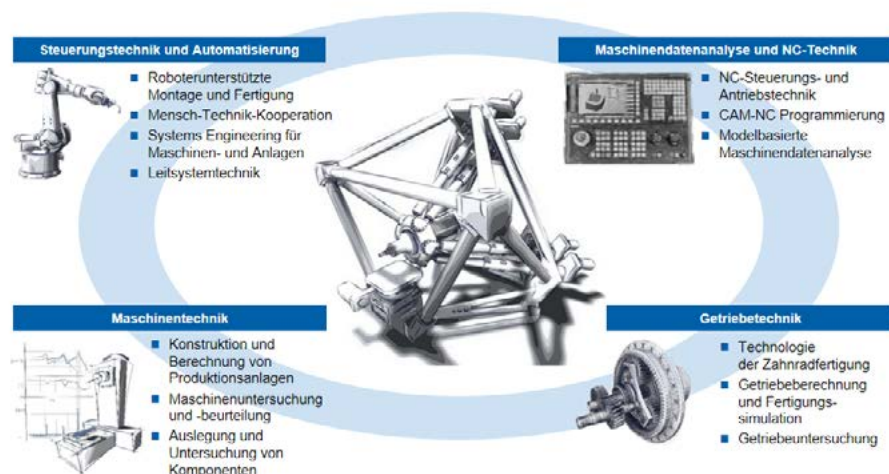 Steuerungstechnik und Automatisierung
Roboterunterstützte
Montage und Fertigung
Mensch-Technik-Kooperation
Systems Engineering für
Maschinen- und Anlagen
Leitsystemtechnik
Maschinendatenanalyse und NC-Technik
NC-Steuerungs- und
Antriebstechnik
CAM-NC Programmierung
Modelbasierte
Maschinendatenanalyse
Maschinentechnik
Konstruktion und
Berechnung von
Produktionsanlagen
Maschinenuntersuchung
und -beurteilung
Auslegung und
Untersuchung von
Komponenten
Getriebetechnik
Technologie
der Zahnradfertigung
Getriebeberechnung
und Fertigungs-
simulation
Getriebeuntersuchung